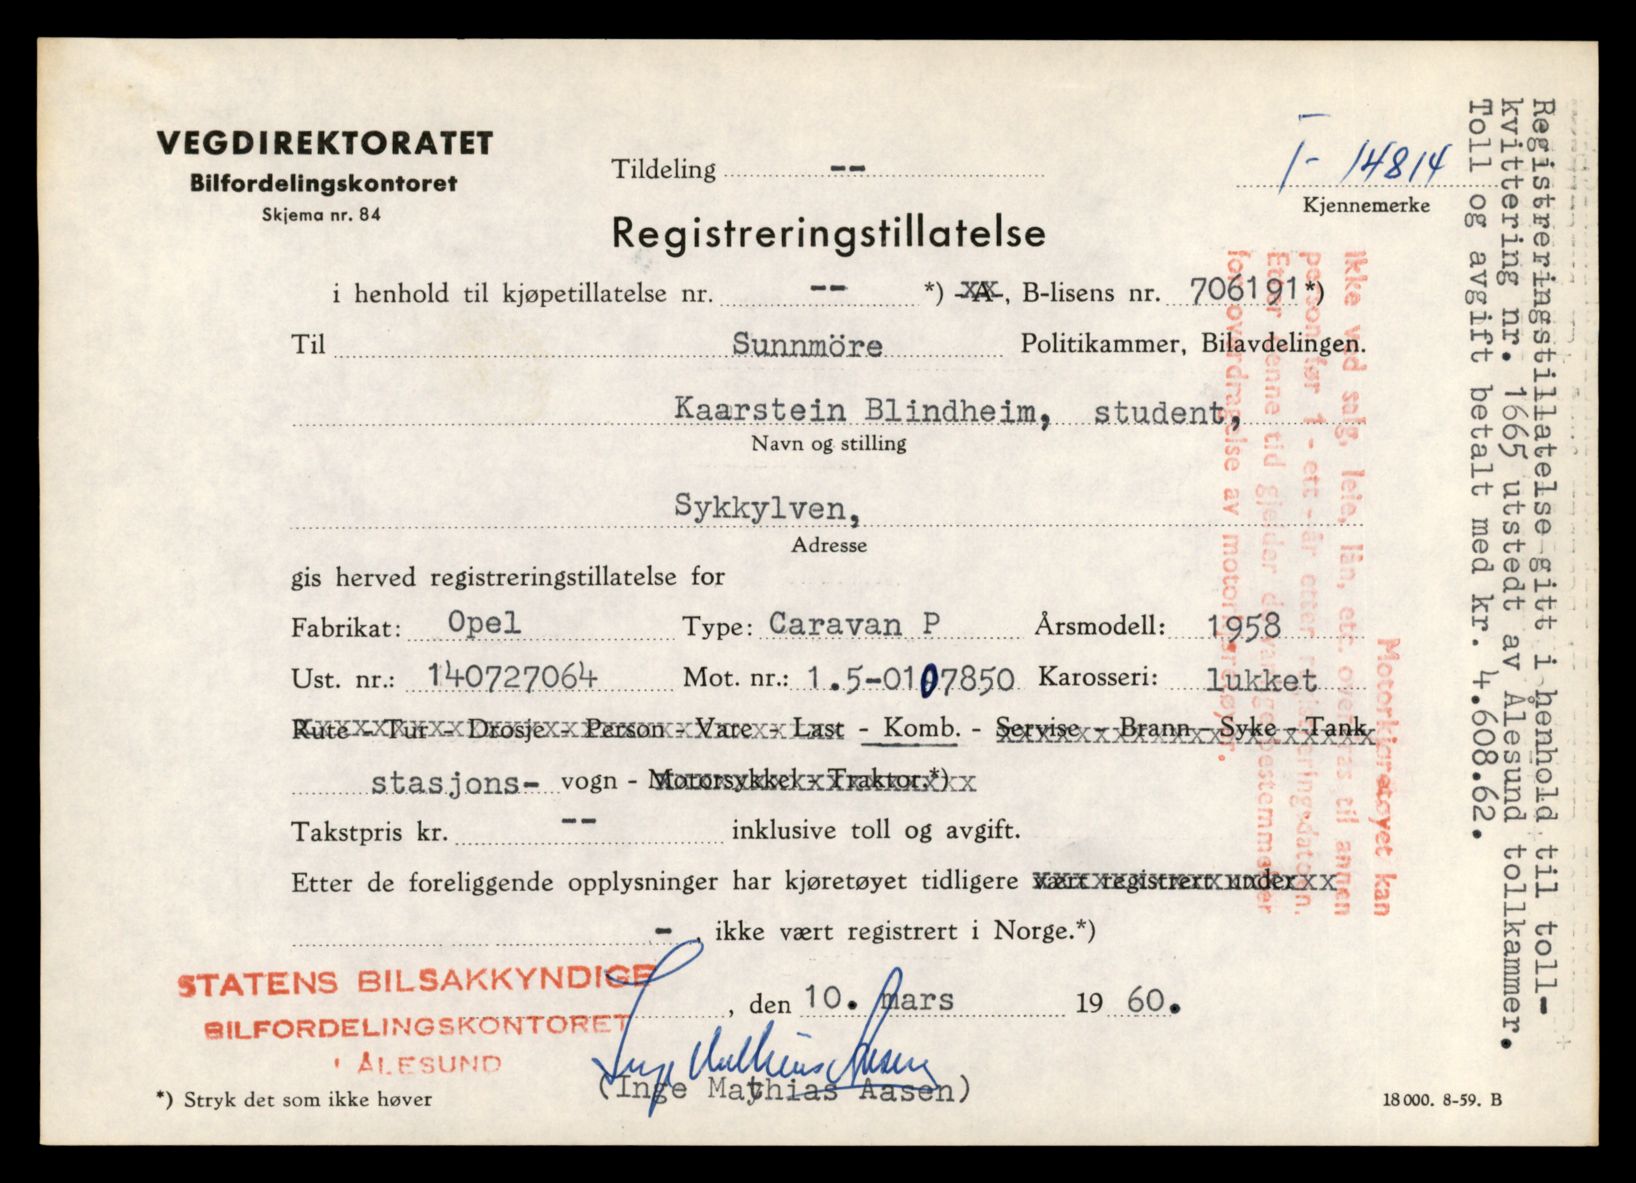 VEGDIREKTORATET
Bilfordelingskontoret
Skjema nr. 84
Tildeling --
T- 14814
Kjennemerke
Registreringstillatelse
i henhold til kjøpetillatelse nr. -- *) A, B-lisens nr. 706191 *)
Til Sunnmöre Politikammer, Bilavdelingen.
Kaarstein Blindheim, student,
Navn og stilling
Sykkylven,
Adresse
gis herved registreringstillatelse for
Fabrikat: Opel Type: Caravan P Årsmodell: 1958
Ust. nr.: 140727064 Mot. nr.: 1.5-0107850 Karosseri: lukket
Rute - Tur - Drosje - Person - Vare - Last - Komb. - Servise - Brann - Syke - Tank
stasjons- vogn - Motorsykkel - Traktor.*)
Takstpris kr. -- inklusive toll og avgift.
Etter de foreliggende opplysninger har kjøretøyet tidligere vært registrert under
- , ikke vært registrert i Norge.*)
STATENS BILSAKKYNDIGE
BILFORDELINGSKONTORET
I ÅLESUND
, den 10. mars 19 60.
Inge Mathias Aasen
(Inge Mathias Aasen)
*) Stryk det som ikke høver
18000. 8-59. B
Motorkjøretøyet kan
ikke ved salg, leie, lån, etc. overlates til annen
person før 1 - ett - år etter registreringsdatoen.
Etter denne tid gjelder de vanlige bestemmelser
for overdragelse av motorkjøretøyer.
Registreringstillatelse gitt i henhold til toll-
kvittering nr. 1665 utstedt av Ålesund tollkammer.
Toll og avgift betalt med kr. 4.608.62.